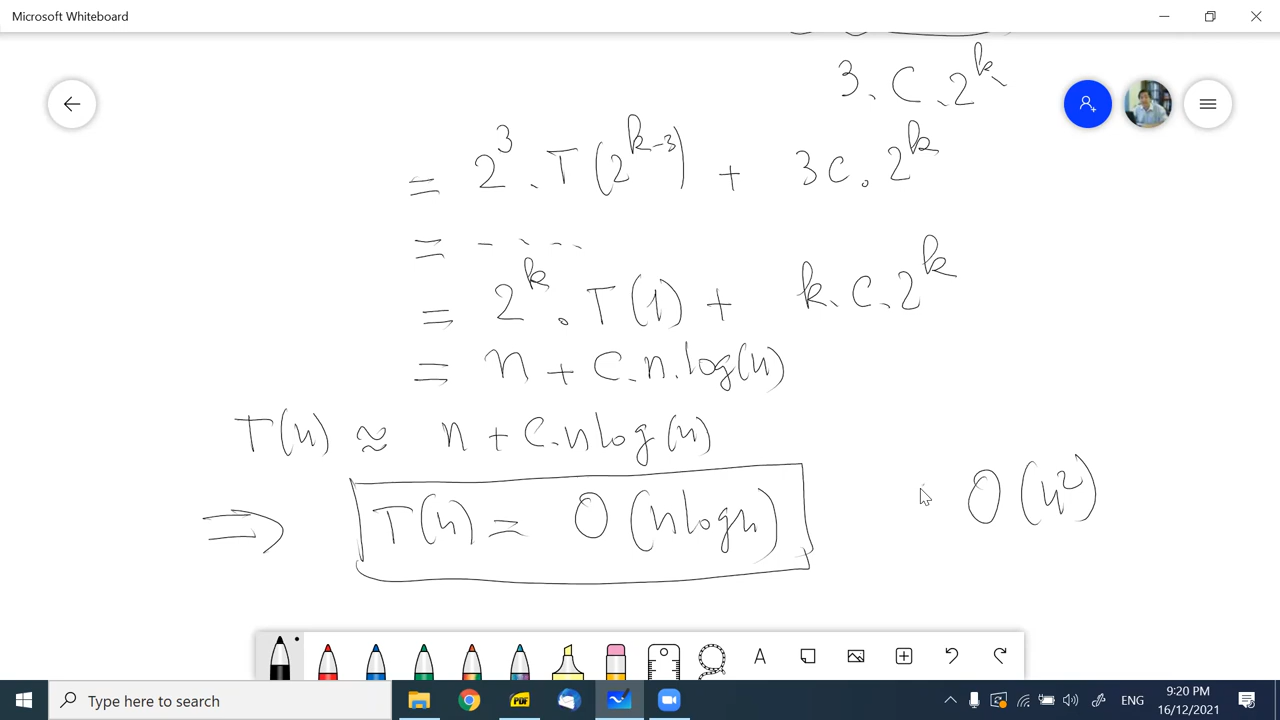 Microsoft Whiteboard
3. C. 2^k
= 2^3 . T(2^{k-3}) + 3C. 2^k
= - - . . .
= 2^k . T(1) + k. C. 2^k
= n + C. n. log(n)
T(n) ≈ n + C. n log(n)
⇒ T(n) = O(n log n) O(n^2)
A
Type here to search
PDF
ENG
9:20 PM
16/12/2021